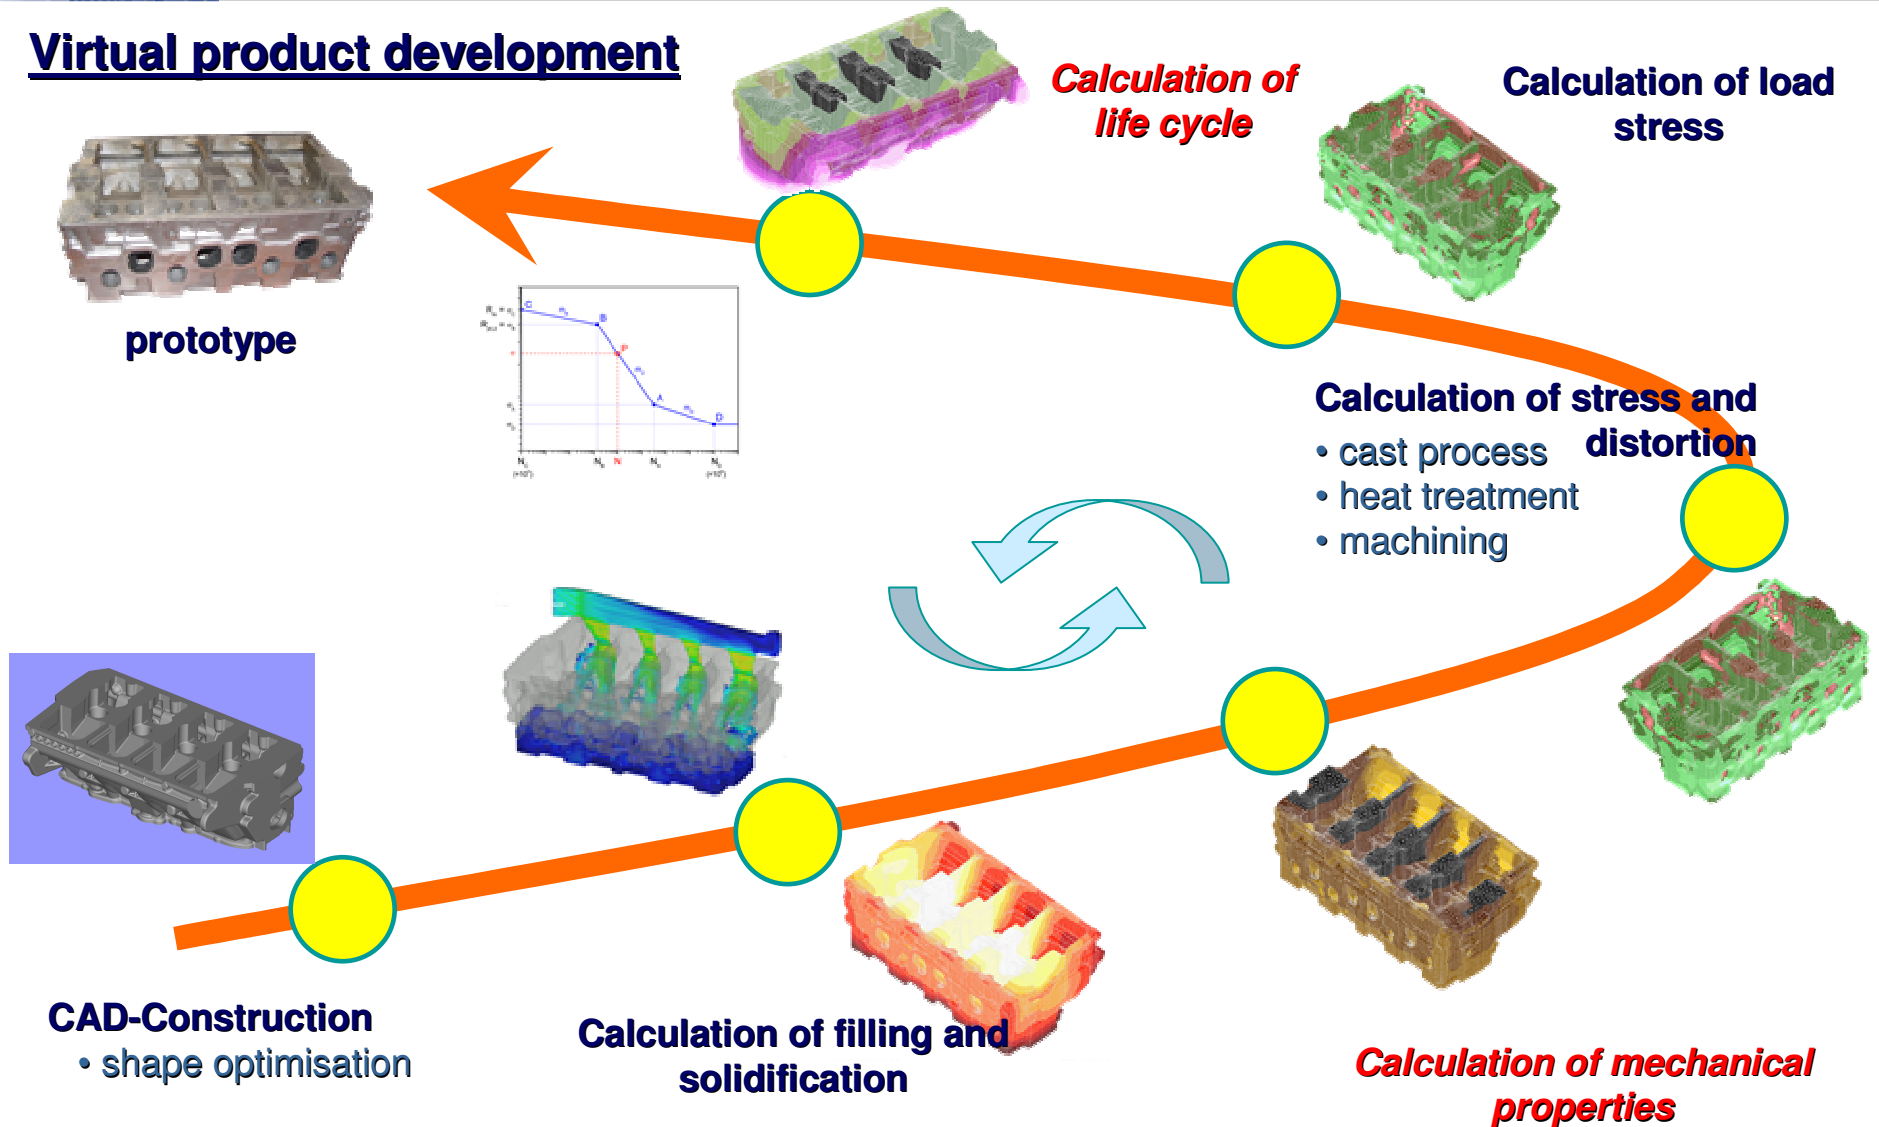 Virtual product development
Calculation of
life cycle
Calculation of load
stress
prototype
C
B
P
A
D
N
Calculation of stress and
distortion
• cast process
• heat treatment
• machining
CAD-Construction
• shape optimisation
Calculation of filling and
solidification
Calculation of mechanical
properties